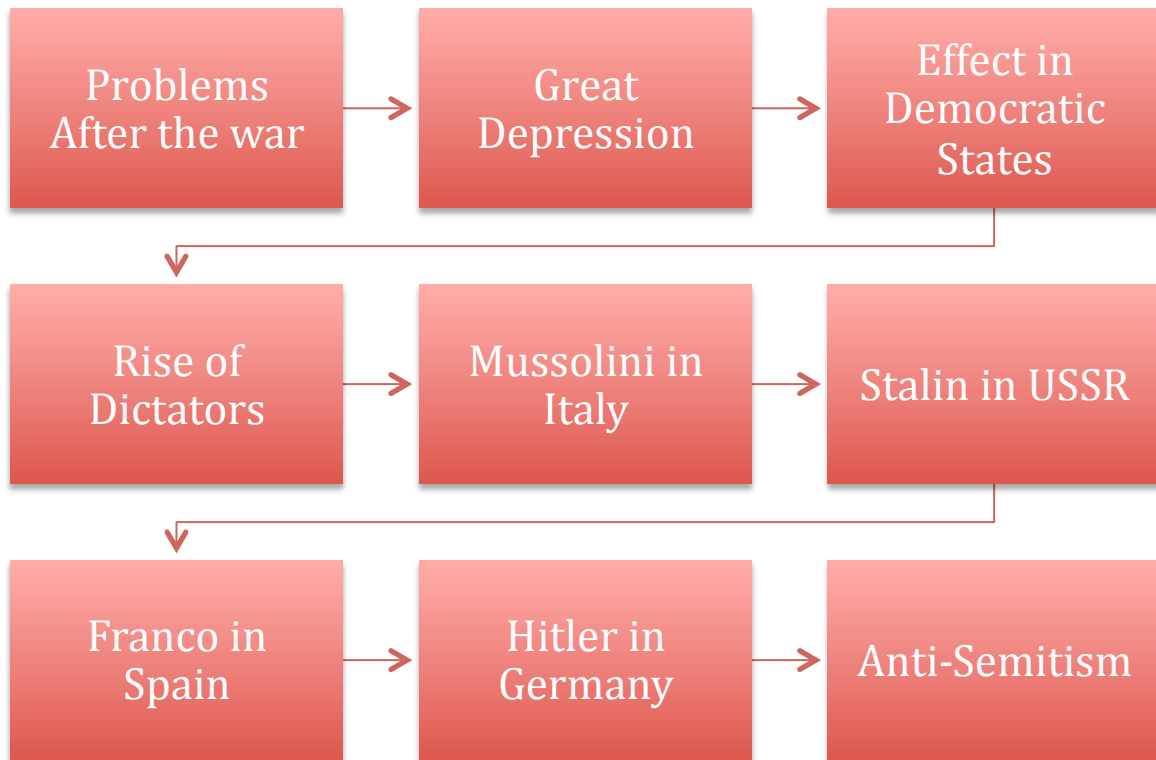 Problems
After the war
Great
Depression
Effect in
Democratic
States
Rise of
Dictators
Mussolini in
Italy
Stalin in USSR
Franco in
Spain
Hitler in
Germany
Anti-Semitism